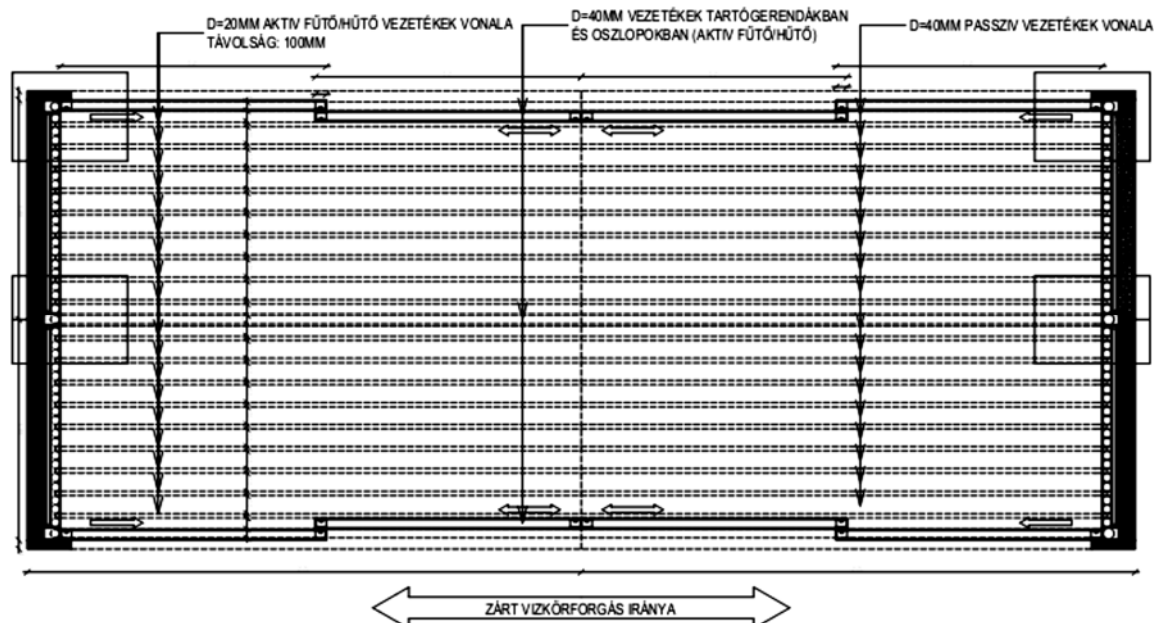 D=20MM AKTIV FŰTŐ/HŰTŐ VEZETÉKEK VONALA
TÁVOLSÁG: 100MM
D=40MM VEZETÉKEK TARTÓGERENDÁKBAN
ÉS OSZLOPOKBAN (AKTIV FŰTŐ/HŰTŐ)
D=40MM PASSZIV VEZETÉKEK VONALA
ZÁRT VIZKÖRFORGÁS IRÁNYA